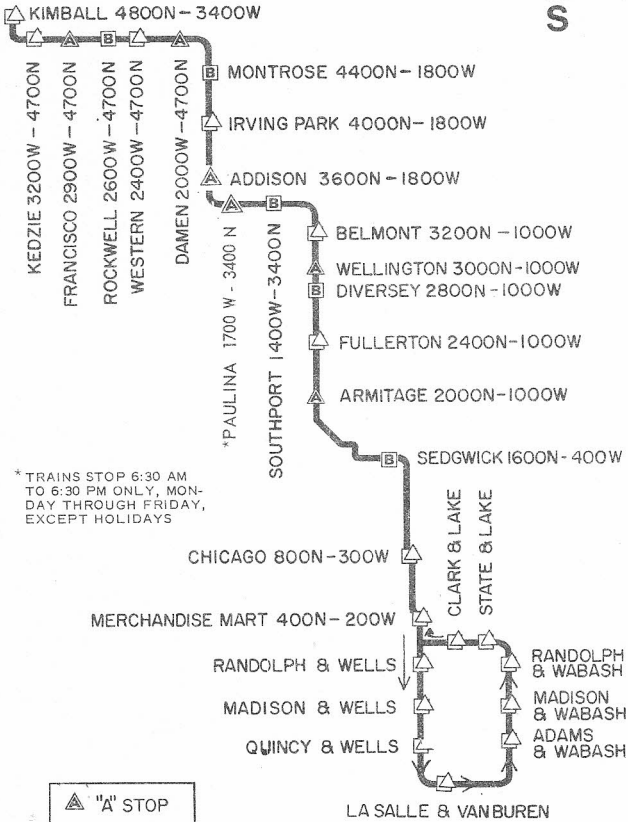 S
KIMBALL 4800N-3400W
KEDZIE 3200W-4700N
FRANCISCO 2900W-4700N
ROCKWELL 2600W-4700N
WESTERN 2400W-4700N
DAMEN 2000W-4700N
A
B
A
B
MONTROSE 4400N-1800W
IRVING PARK 4000N-1800W
A
ADDISON 3600N-1800W
A
B
*PAULINA 1700 W - 3400 N
SOUTHPORT 1400W-3400N
BELMONT 3200N-1000W
A
WELLINGTON 3000N-1000W
B
DIVERSEY 2800N-1000W
FULLERTON 2400N-1000W
A
ARMITAGE 2000N-1000W
B
SEDGWICK 1600N-400W
* TRAINS STOP 6:30 AM
TO 6:30 PM ONLY, MON-
DAY THROUGH FRIDAY,
EXCEPT HOLIDAYS
CHICAGO 800N-300W
MERCHANDISE MART 400N-200W
CLARK & LAKE
STATE & LAKE
RANDOLPH & WELLS
MADISON & WELLS
QUINCY & WELLS
RANDOLPH
& WABASH
MADISON
& WABASH
ADAMS
& WABASH
LA SALLE & VAN BUREN
A "A" STOP